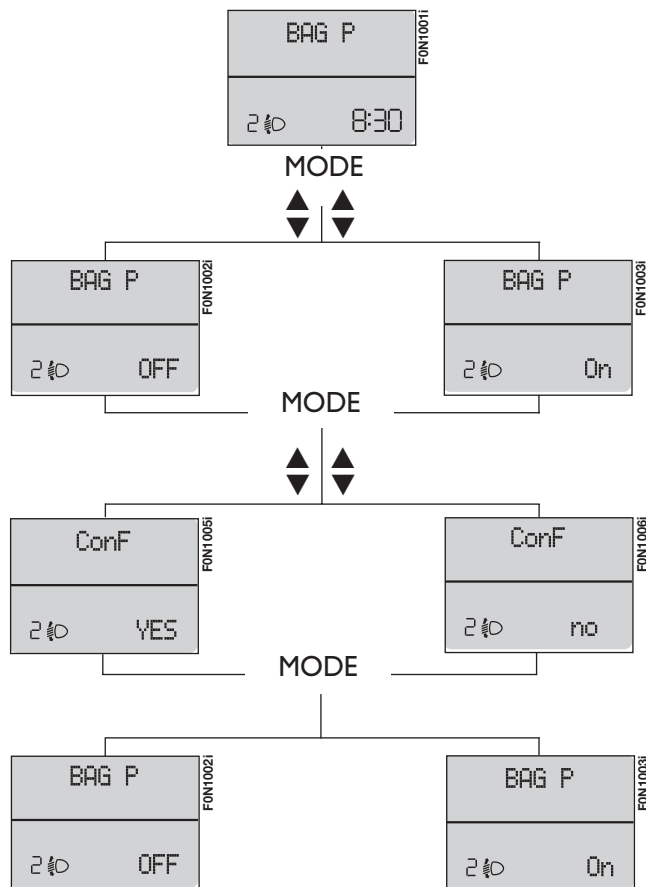 BAG P
F0N1001i
2 8:30
MODE
BAG P
F0N1002i
2 OFF
BAG P
F0N1003i
2 On
MODE
ConF
F0N1005i
2 YES
ConF
F0N1006i
2 no
MODE
BAG P
F0N1002i
2 OFF
BAG P
F0N1003i
2 On